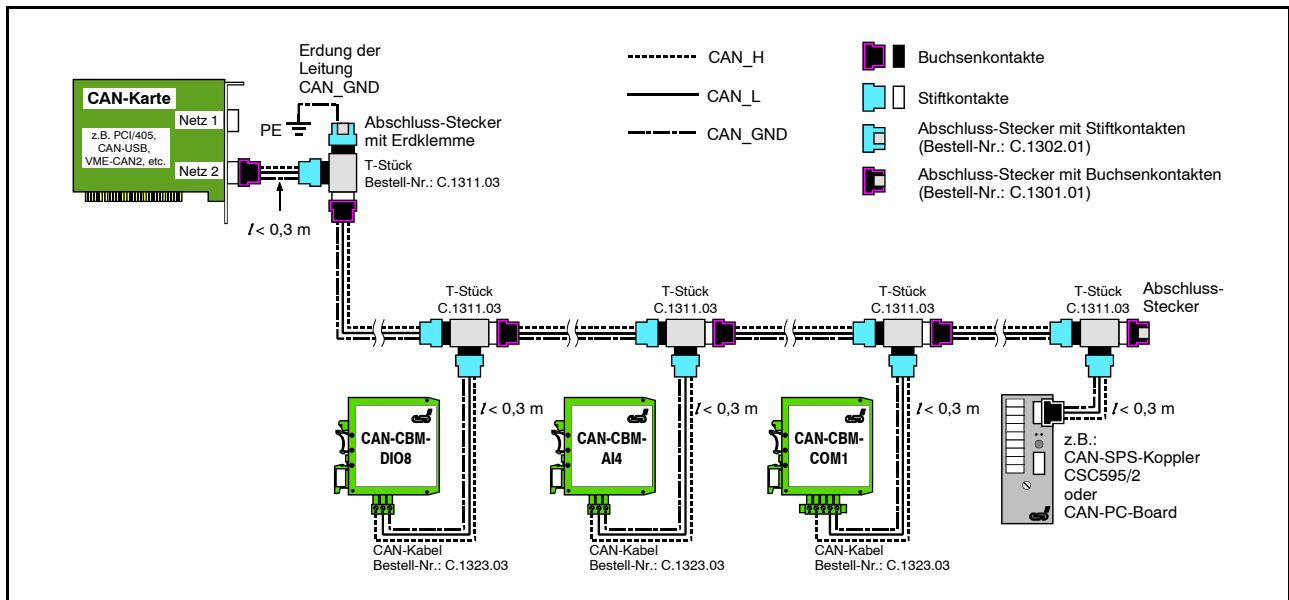 Erdung der
Leitung
CAN_GND
CAN-Karte
z.B. PCI/405,
CAN-USB,
VME-CAN2, etc.
Netz 1
Netz 2
PE
Abschluss-Stecker
mit Erdklemme
T-Stück
Bestell-Nr.: C.1311.03
l < 0,3 m
CAN_H
CAN_L
CAN_GND
Buchsenkontakte
Stiftkontakte
Abschluss-Stecker mit Stiftkontakten
(Bestell-Nr.: C.1302.01)
Abschluss-Stecker mit Buchsenkontakten
(Bestell-Nr.: C.1301.01)
T-Stück
C.1311.03
T-Stück
C.1311.03
T-Stück
C.1311.03
T-Stück
C.1311.03
Abschluss-
Stecker
l < 0,3 m
l < 0,3 m
l < 0,3 m
l < 0,3 m
esd
CAN-CBM-
DIO8
esd
CAN-CBM-
AI4
esd
CAN-CBM-
COM1
esd
z.B.:
CAN-SPS-Koppler
CSC595/2
oder
CAN-PC-Board
CAN-Kabel
Bestell-Nr.: C.1323.03
CAN-Kabel
Bestell-Nr.: C.1323.03
CAN-Kabel
Bestell-Nr.: C.1323.03